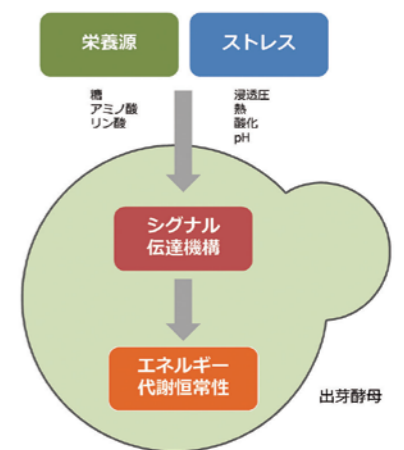 栄養源
ストレス
糖
アミノ酸
リン酸
浸透圧
熱
酸化
pH
シグナル
伝達機構
エネルギー
代謝恒常性
出芽酵母